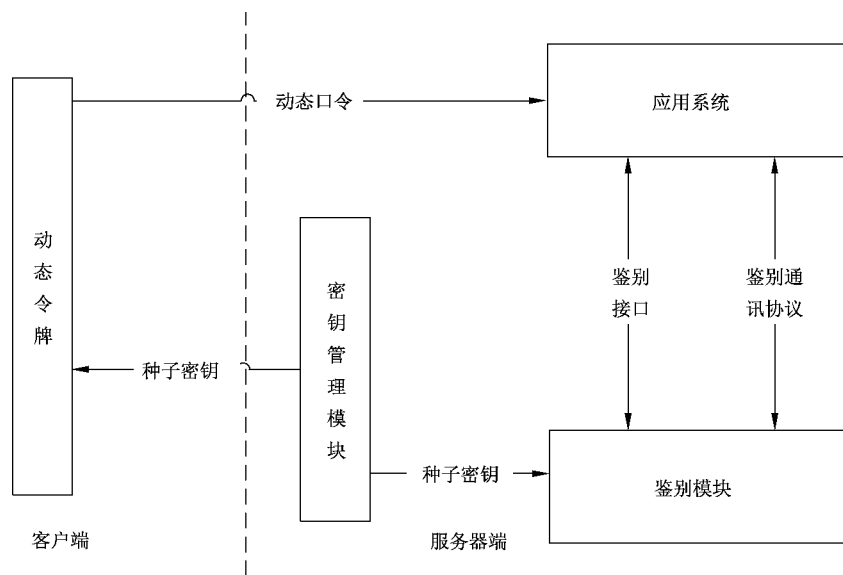 动态口令
应用系统
动态令牌
密钥管理模块
鉴别
接口
鉴别通
讯协议
种子密钥
种子密钥
鉴别模块
客户端
服务器端